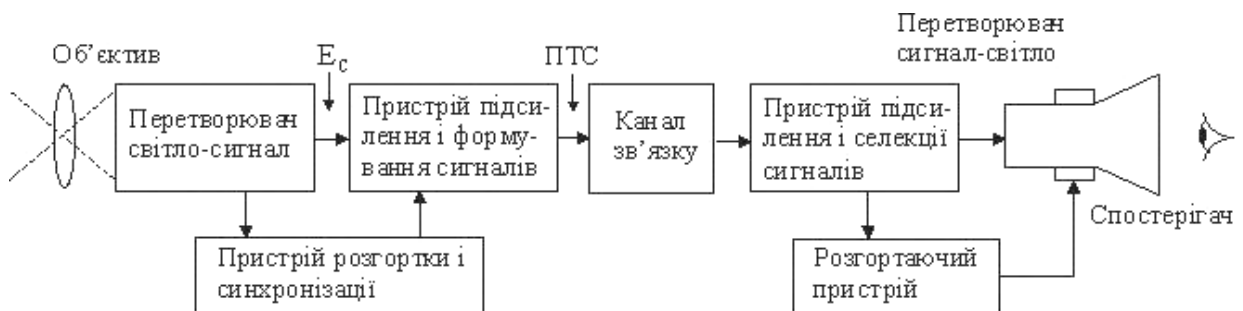 Об’єктив
Перетворювач
світло-сигнал
Ec
Пристрій підси-
лення і форму-
вання сигналів
ПТС
Канал
зв’язку
Пристрій підси-
лення і селекції
сигналів
Перетворювач
сигнал-світло
Спостерігач
Пристрій розгортки і
синхронізації
Розгортаючий
пристрій